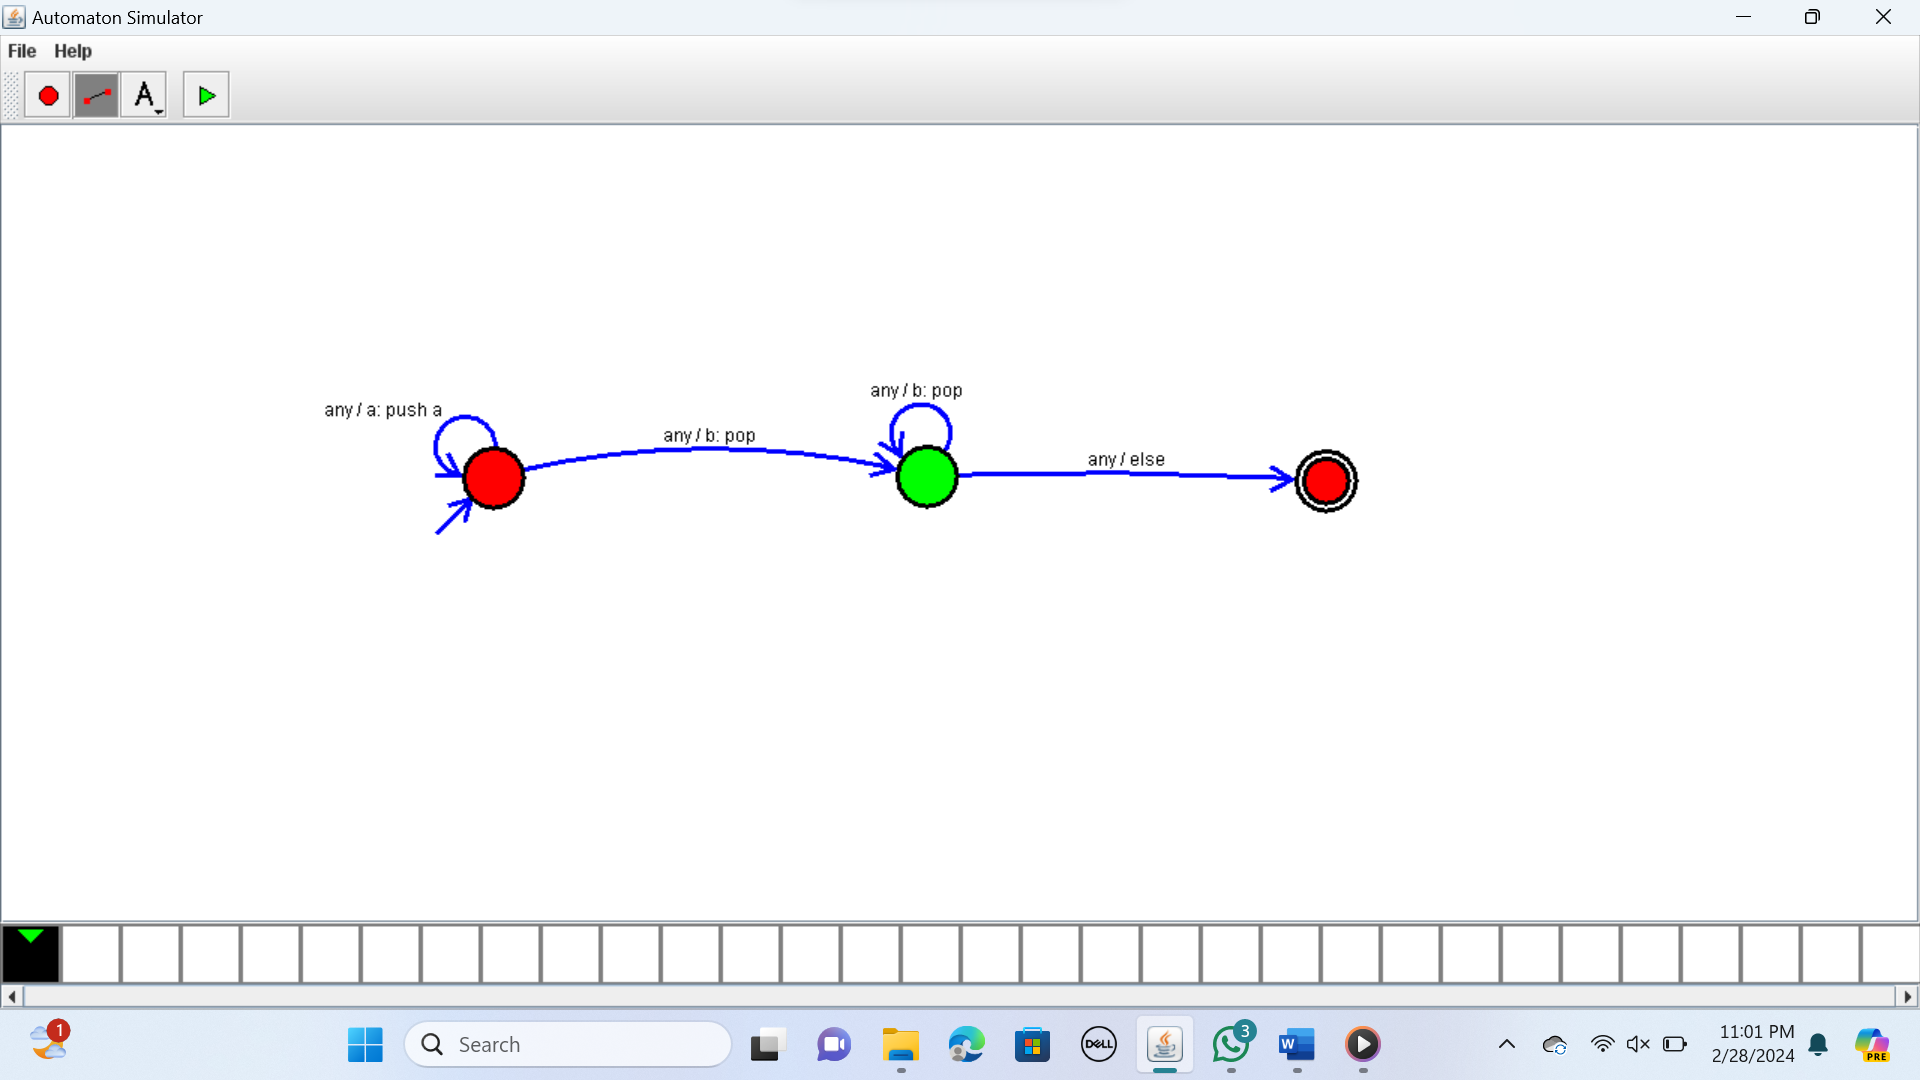 Automaton Simulator
File Help
A
any / a: push a
any / b: pop
any / b: pop
any / else
1
Search
DELL
3
W
11:01 PM
2/28/2024
PRE